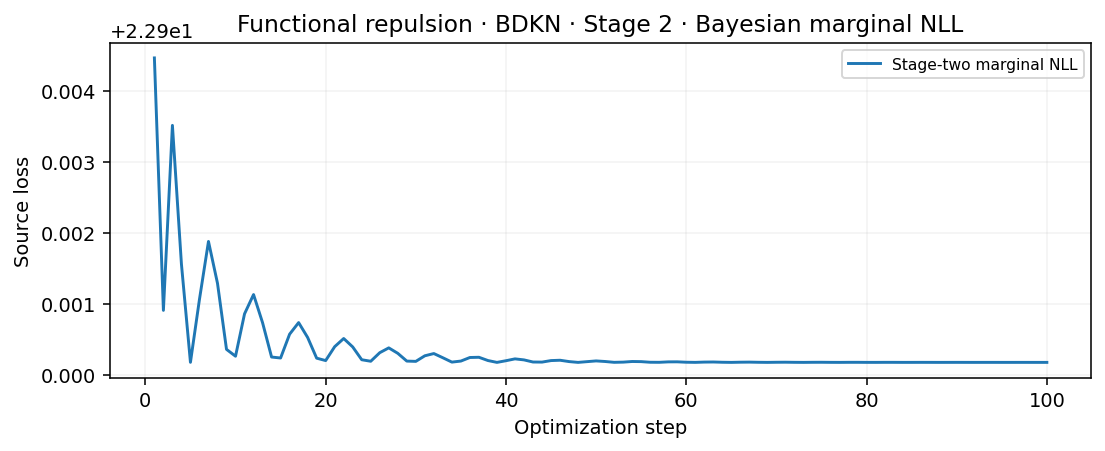 Functional repulsion · BDKN · Stage 2 · Bayesian marginal NLL
+2.29e1
Stage-two marginal NLL
0.004
0.003
0.002
0.001
0.000
Source loss
0 20 40 60 80 100
Optimization step